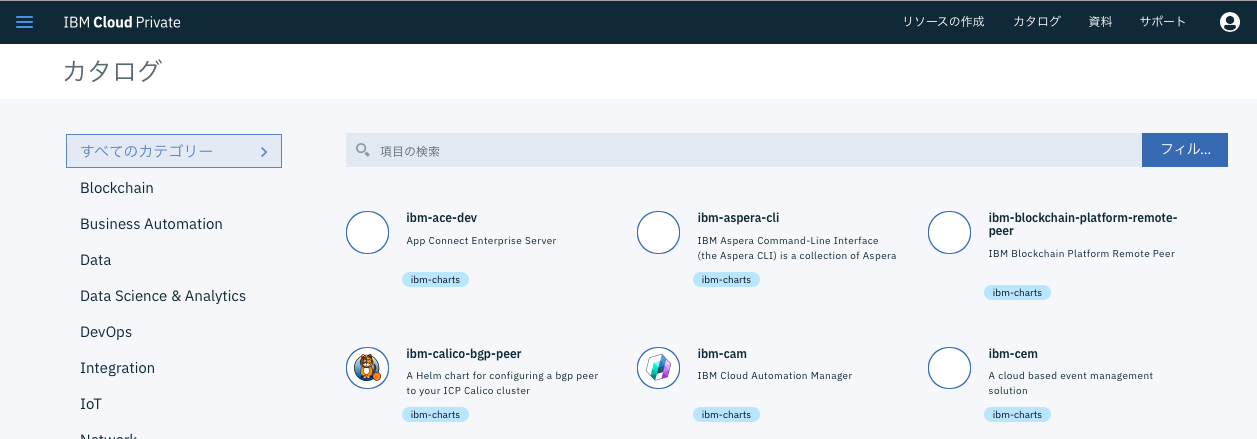 IBM Cloud Private
リソースの作成 カタログ 資料 サポート
カタログ
すべてのカテゴリー
Blockchain
Business Automation
Data
Data Science & Analytics
DevOps
Integration
IoT
Network
項目の検索
フィル...
ibm-ace-dev
App Connect Enterprise Server
ibm-charts
ibm-aspera-cli
IBM Aspera Command-Line Interface
(the Aspera CLI) is a collection of Aspera
ibm-charts
ibm-blockchain-platform-remote-
peer
IBM Blockchain Platform Remote Peer
ibm-charts
ibm-calico-bgp-peer
A Helm chart for configuring a bgp peer
to your ICP Calico cluster
ibm-charts
ibm-cam
IBM Cloud Automation Manager
ibm-charts
ibm-cem
A cloud based event management
solution
ibm-charts